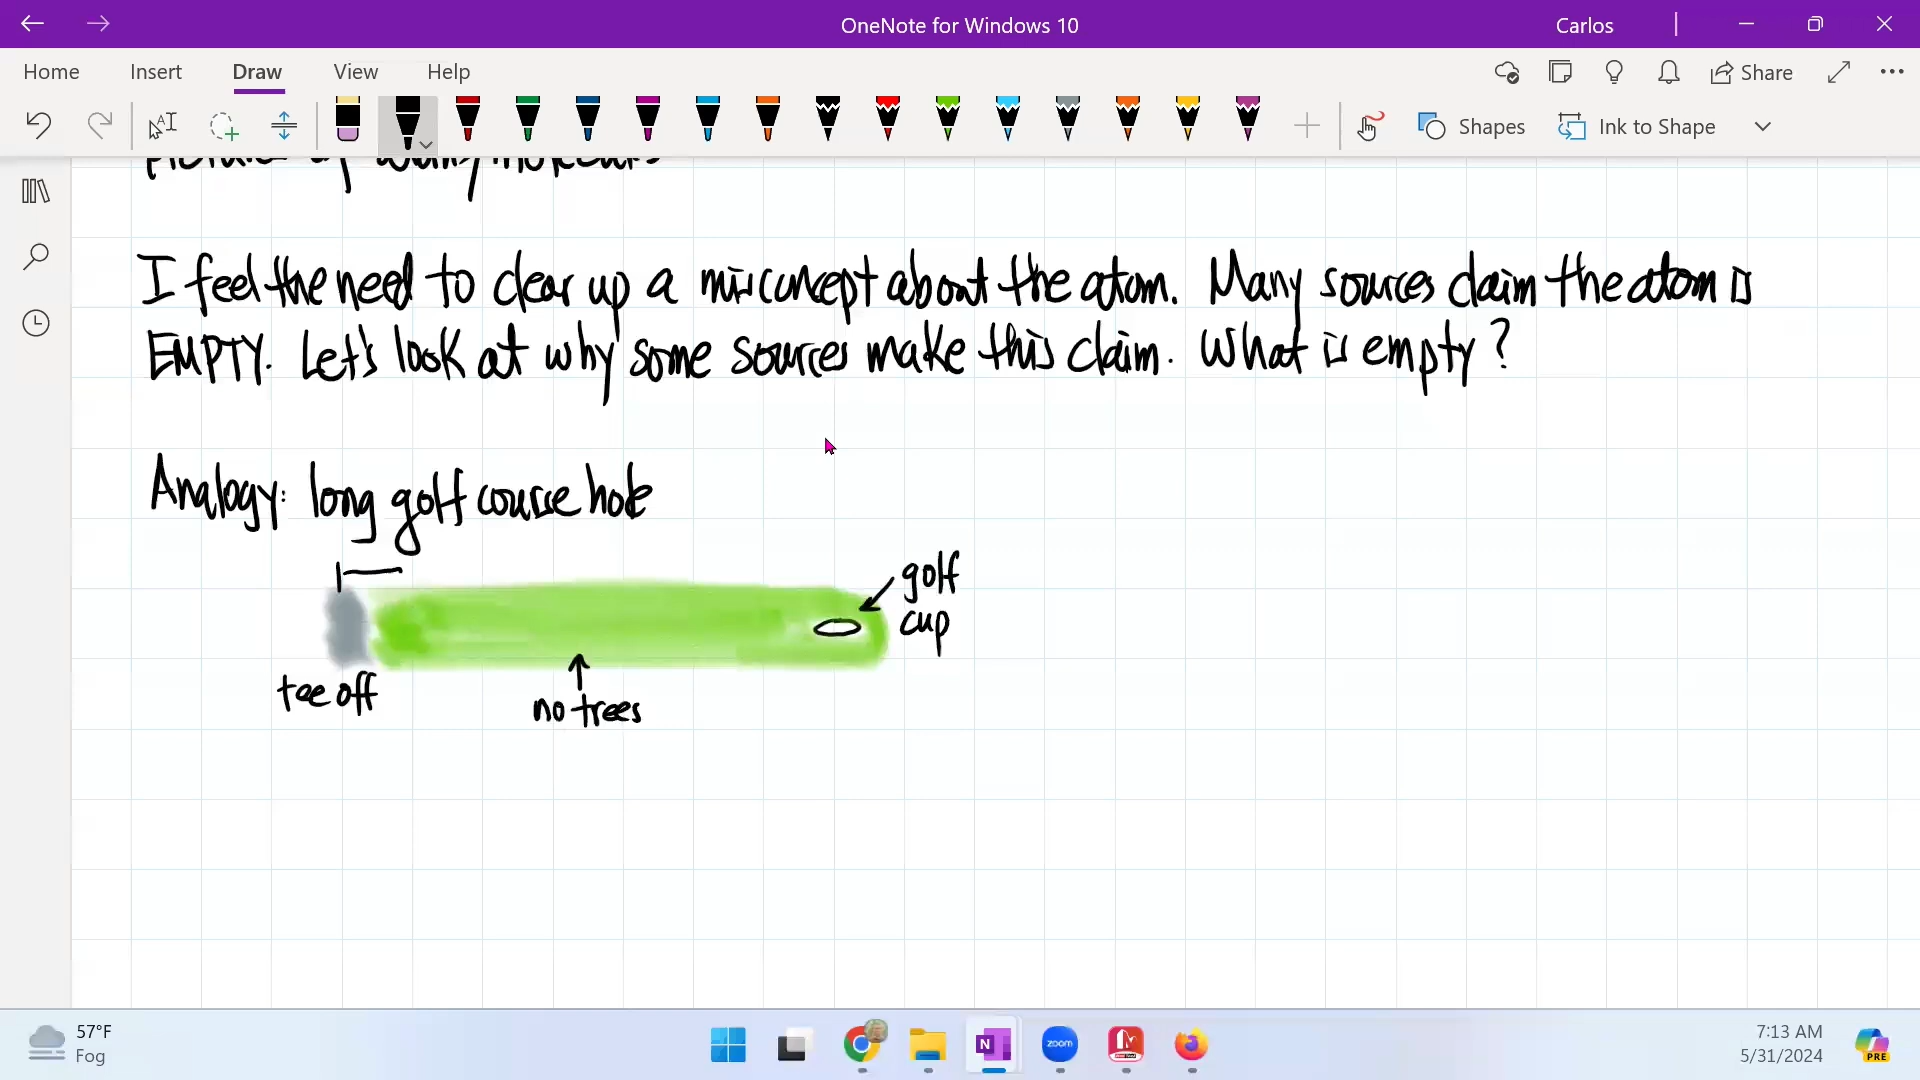 OneNote for Windows 10
Carlos
Home Insert Draw View Help
Share
Shapes
Ink to Shape
I feel the need to clear up a misconcept about the atom. Many sources claim the atom is
EMPTY. Let's look at why some sources make this claim. What is empty?
Analogy: long golf course hole
golf
cup
tee off
no trees
57°F
Fog
zoom
N
7:13 AM
5/31/2024
PRE